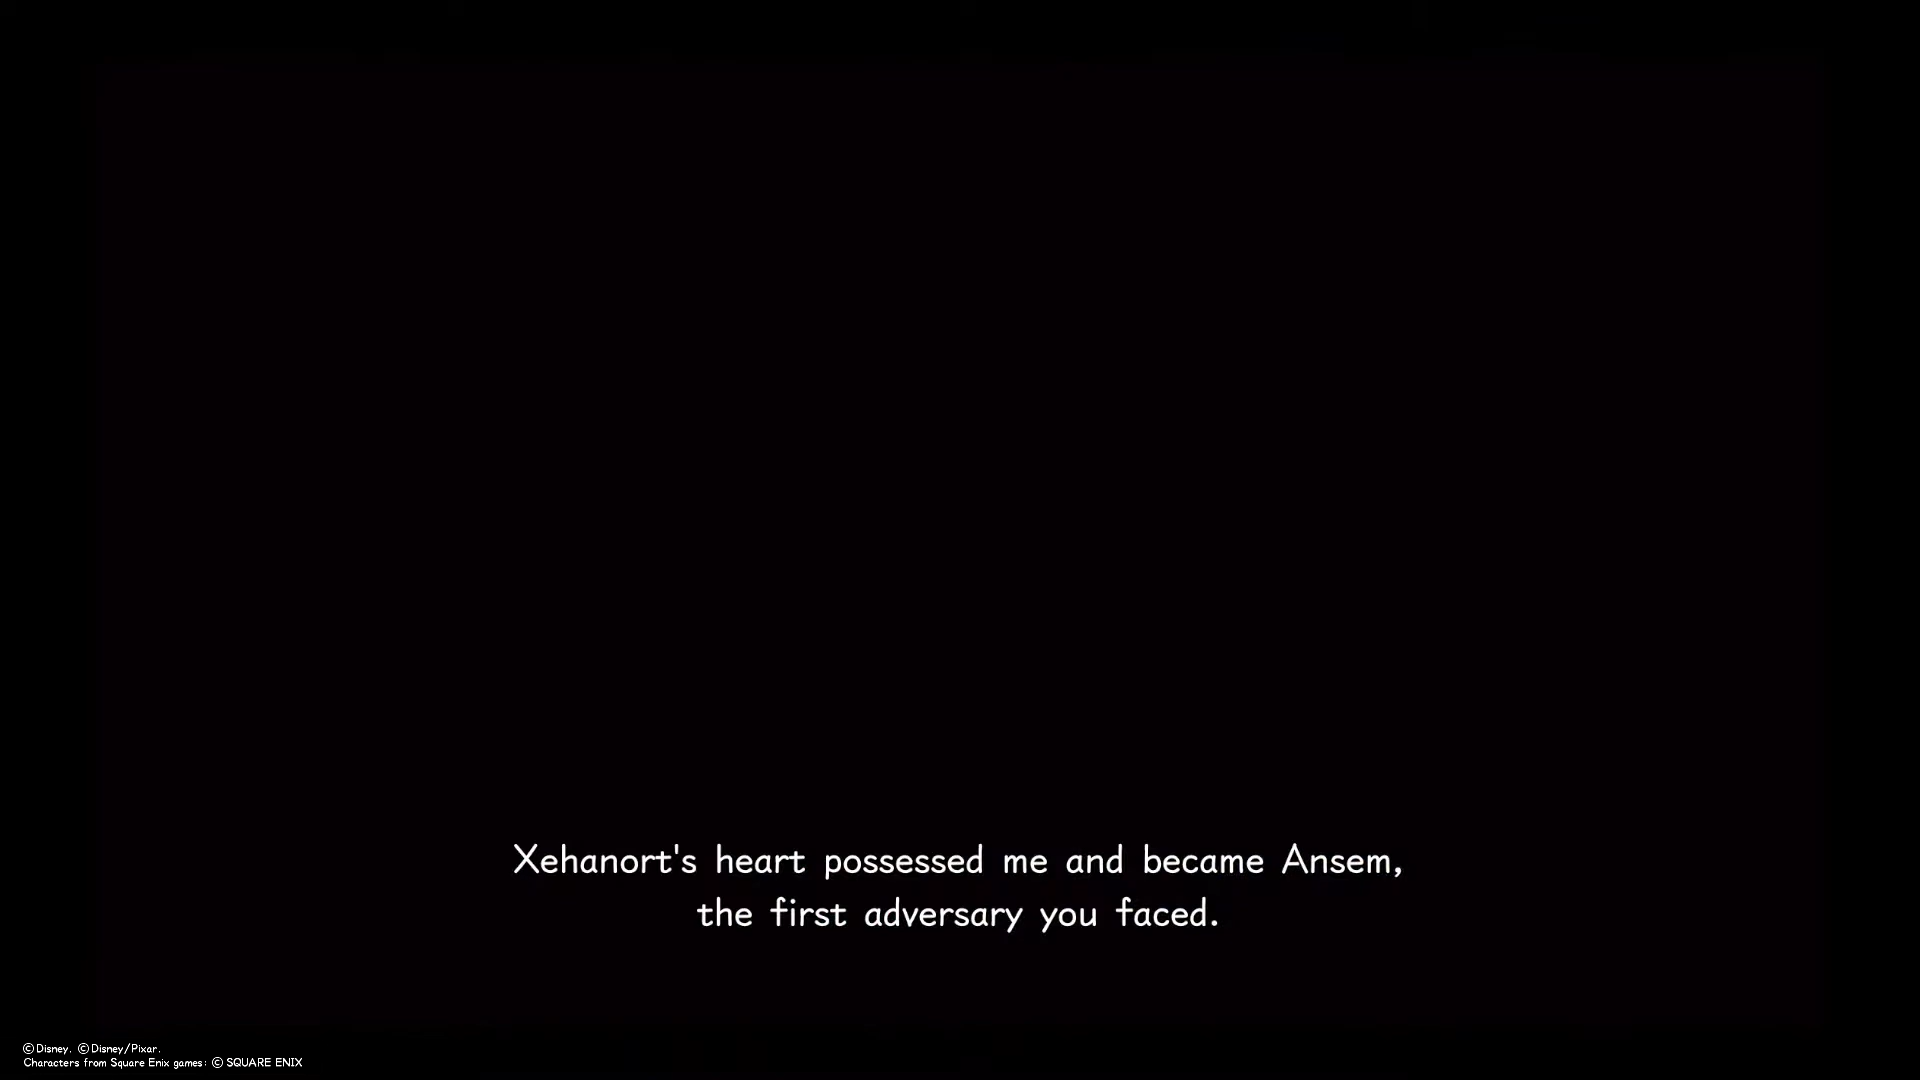 Xehanort's heart possessed me and became Ansem,
the first adversary you faced.
©Disney. ©Disney/Pixar.
Characters from Square Enix games: © SQUARE ENIX